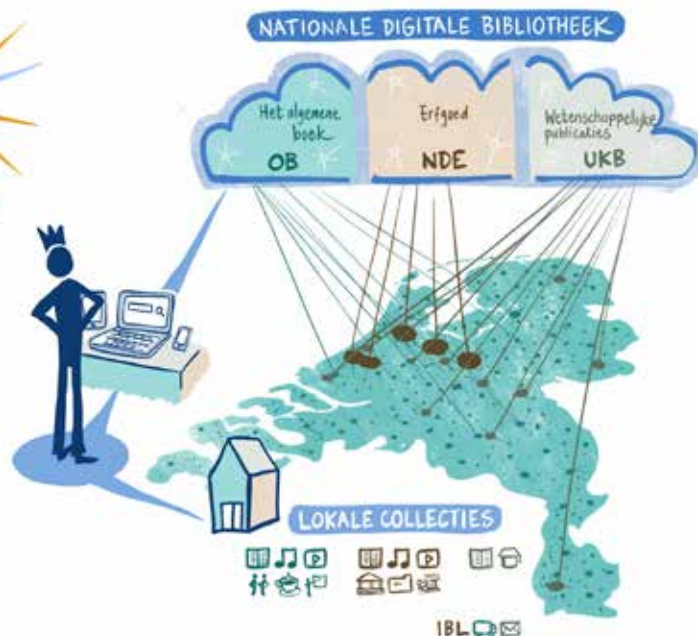 NATIONALE DIGITALE BIBLIOTHEEK
Het algemene
boek
OB
Erfgoed
NDE
Wetenschappelijke
publicaties
UKB
LOKALE COLLECTIES
IBL